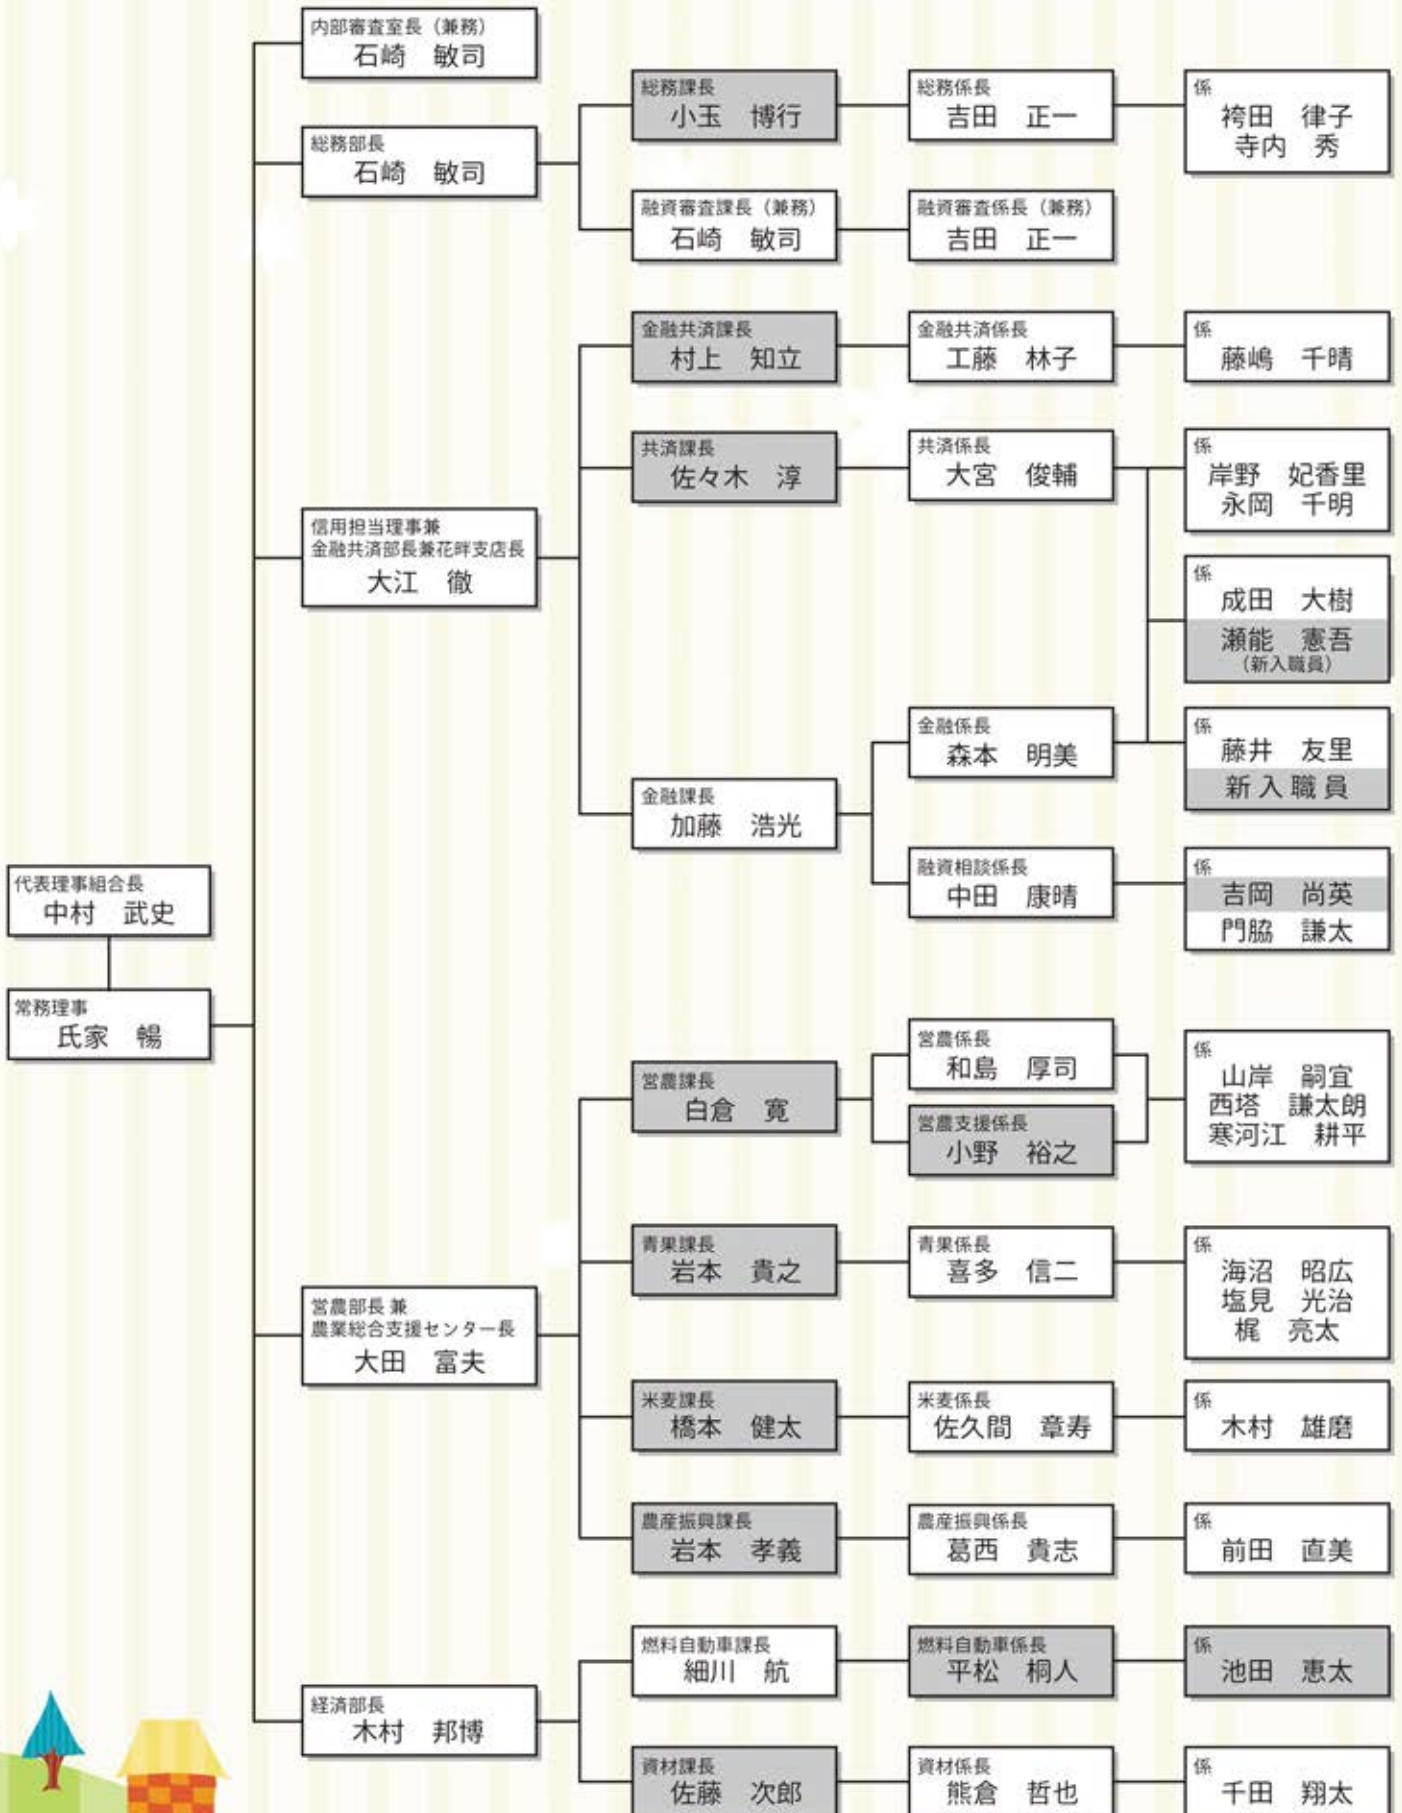 内部審査室長（兼務）
石崎　敏司
総務部長
石崎　敏司
総務課長
小玉　博行
総務係長
吉田　正一
係
袴田　律子
寺内　秀
融資審査課長（兼務）
石崎　敏司
融資審査係長（兼務）
吉田　正一
代表理事組合長
中村　武史
常務理事
氏家　暢
信用担当理事兼
金融共済部長兼花畔支店長
大江　徹
金融共済課長
村上　知立
金融共済係長
工藤　林子
係
藤嶋　千晴
共済課長
佐々木　淳
共済係長
大宮　俊輔
係
岸野　妃香里
永岡　千明
係
成田　大樹
瀬能　憲吾
（新入職員）
金融課長
加藤　浩光
金融係長
森本　明美
係
藤井　友里
新入職員
融資相談係長
中田　康晴
係
吉岡　尚英
門脇　謙太
営農部長 兼
農業総合支援センター長
大田　富夫
営農課長
白倉　寛
営農係長
和島　厚司
営農支援係長
小野　裕之
係
山岸　嗣宜
西塔　謙太朗
寒河江　耕平
青果課長
岩本　貴之
青果係長
喜多　信二
係
海沼　昭広
塩見　光治
梶　亮太
米麦課長
橋本　健太
米麦係長
佐久間　章寿
係
木村　雄磨
農産振興課長
岩本　孝義
農産振興係長
葛西　貴志
係
前田　直美
経済部長
木村　邦博
燃料自動車課長
細川　航
燃料自動車係長
平松　桐人
係
池田　恵太
資材課長
佐藤　次郎
資材係長
熊倉　哲也
係
千田　翔太